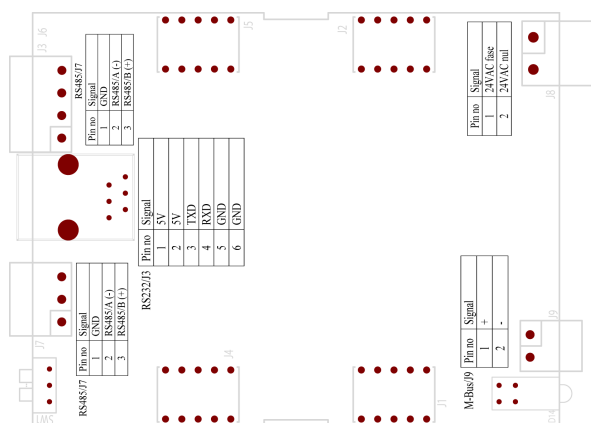 J3 J6
RS485/J7
Pin no Signal
1 GND
2 RS485/A (-)
3 RS485/B (+)
J5
J2
Pin no Signal
1 24VAC fase
2 24VAC nul
J8
RS232/J3
Pin no Signal
1 5V
2 5V
3 TXD
4 RXD
5 GND
6 GND
J7
RS485/J7
Pin no Signal
1 GND
2 RS485/A (-)
3 RS485/B (+)
SW1
J4
J1
M-Bus/J9
Pin no Signal
1 +
2 -
J9
D14